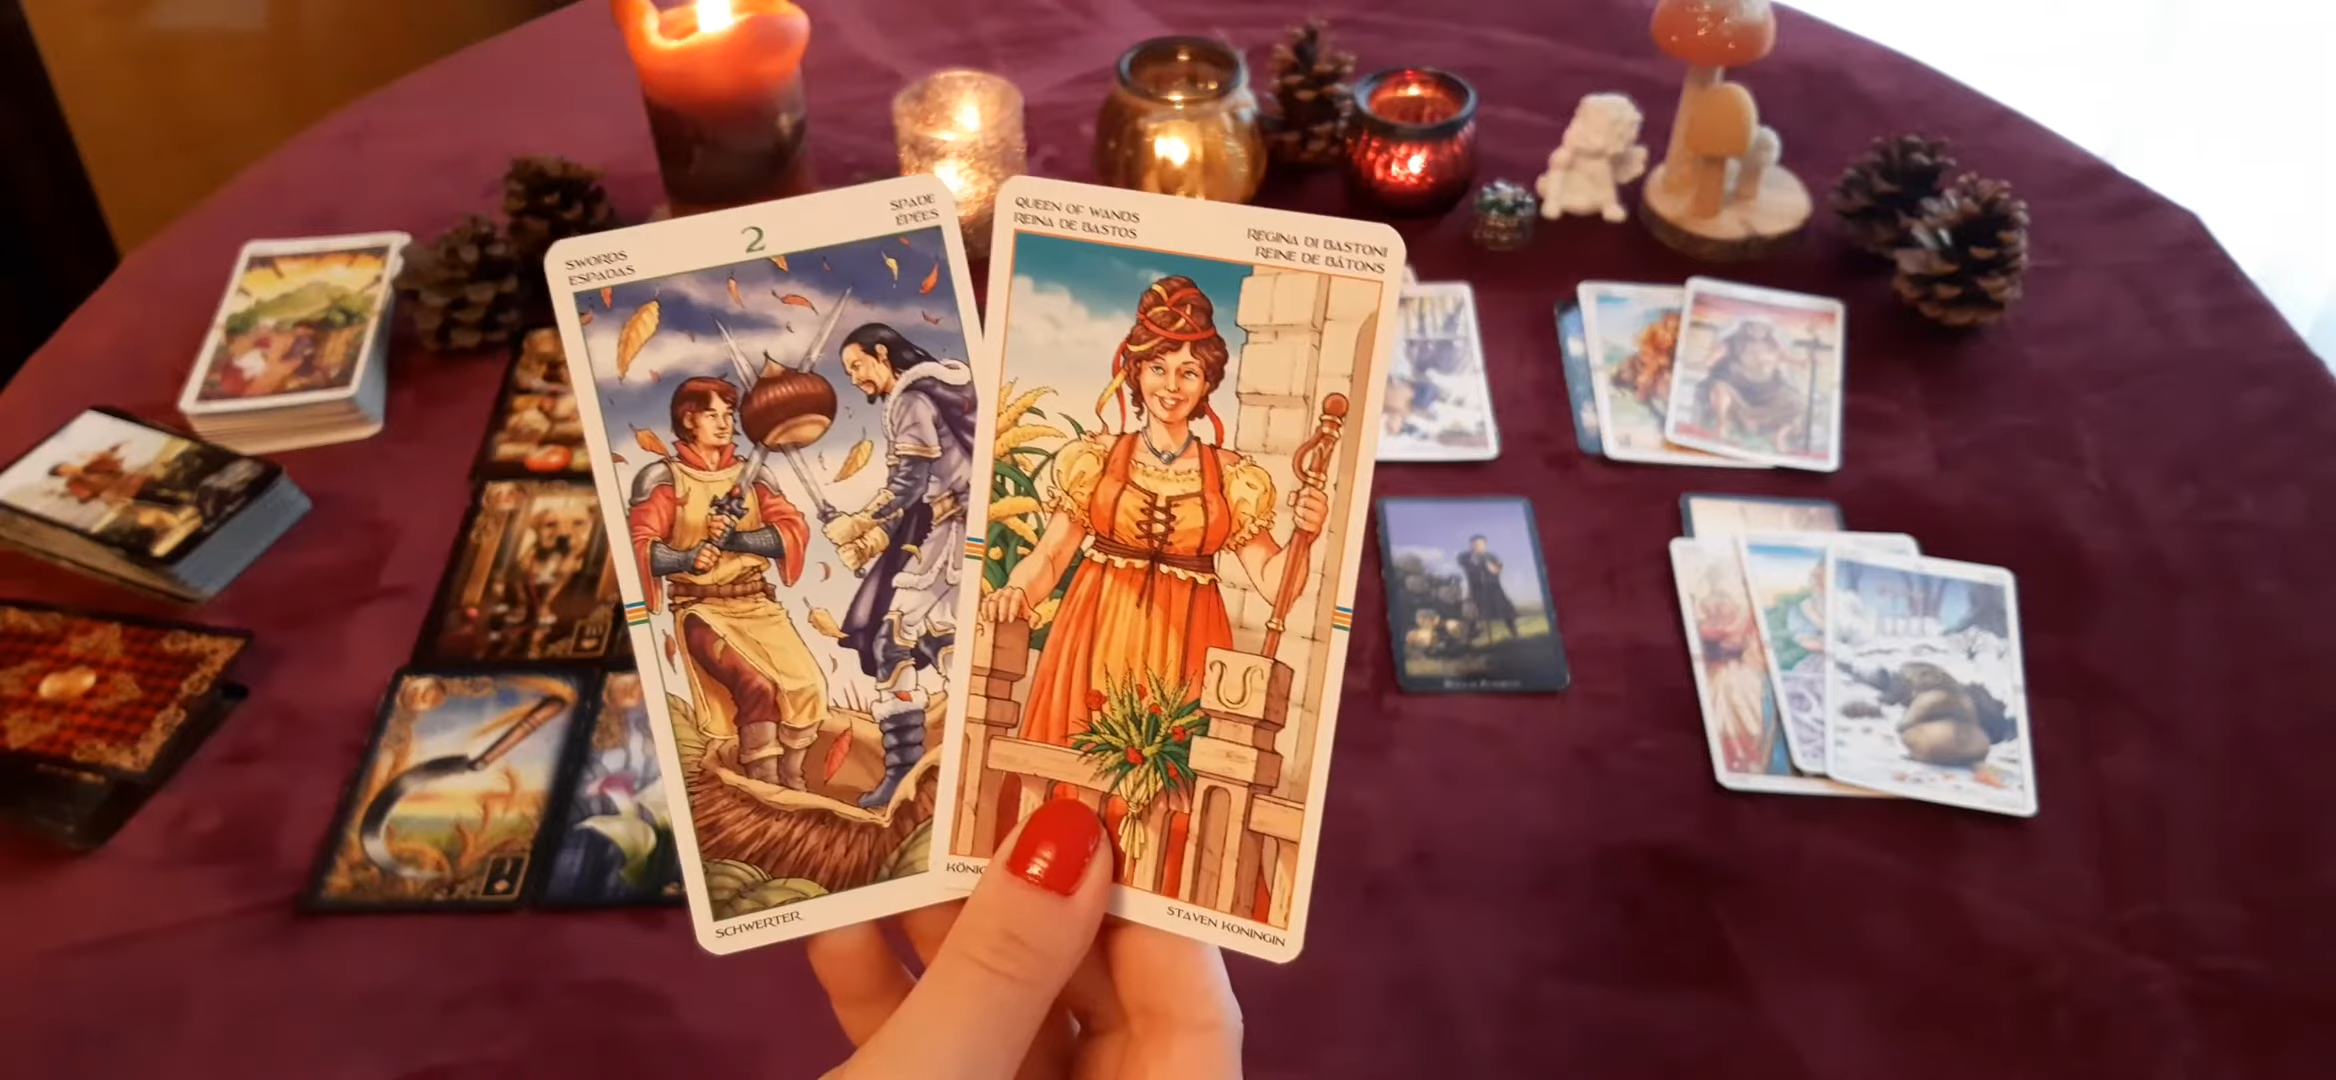 SWORDS
ESPADAS
2
SPADE
ÉPÉES
QUEEN OF WANDS
REINA DE BASTOS
REGINA DI BASTONI
REINE DE BÂTONS
SCHWERTER
STAVEN KONINGIN